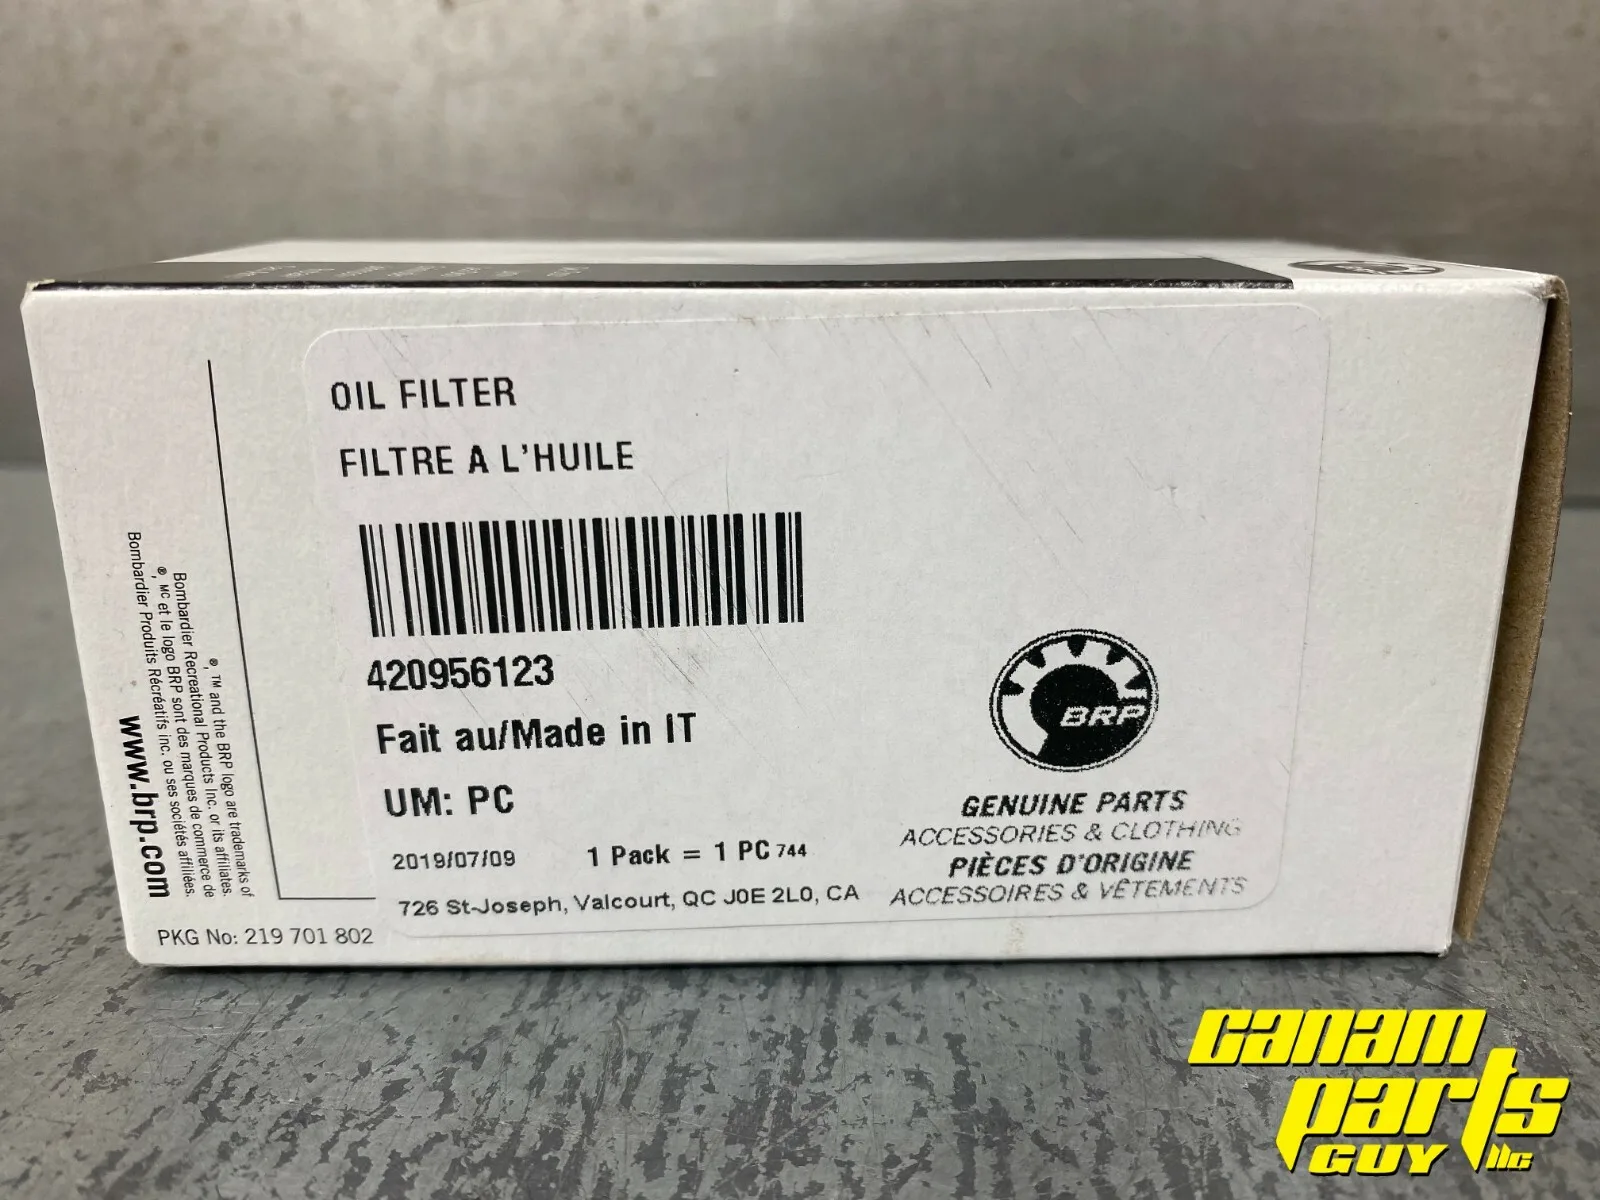 OIL FILTER
FILTRE A L'HUILE
420956123
Fait au/Made in IT
UM: PC
2019/07/09 1 Pack = 1 PC 744
726 St-Joseph, Valcourt, QC J0E 2L0, CA
BRP
GENUINE PARTS
ACCESSORIES & CLOTHING
PIÈCES D'ORIGINE
ACCESSOIRES & VÊTEMENTS
®, ™ and the BRP logo are trademarks of
Bombardier Recreational Products Inc. or its affiliates.
®, MC et le logo BRP sont des marques de commerce de
Bombardier Produits Récréatifs inc. ou ses sociétés affiliées.
www.brp.com
PKG No: 219 701 802
canam
parts
GUY llc